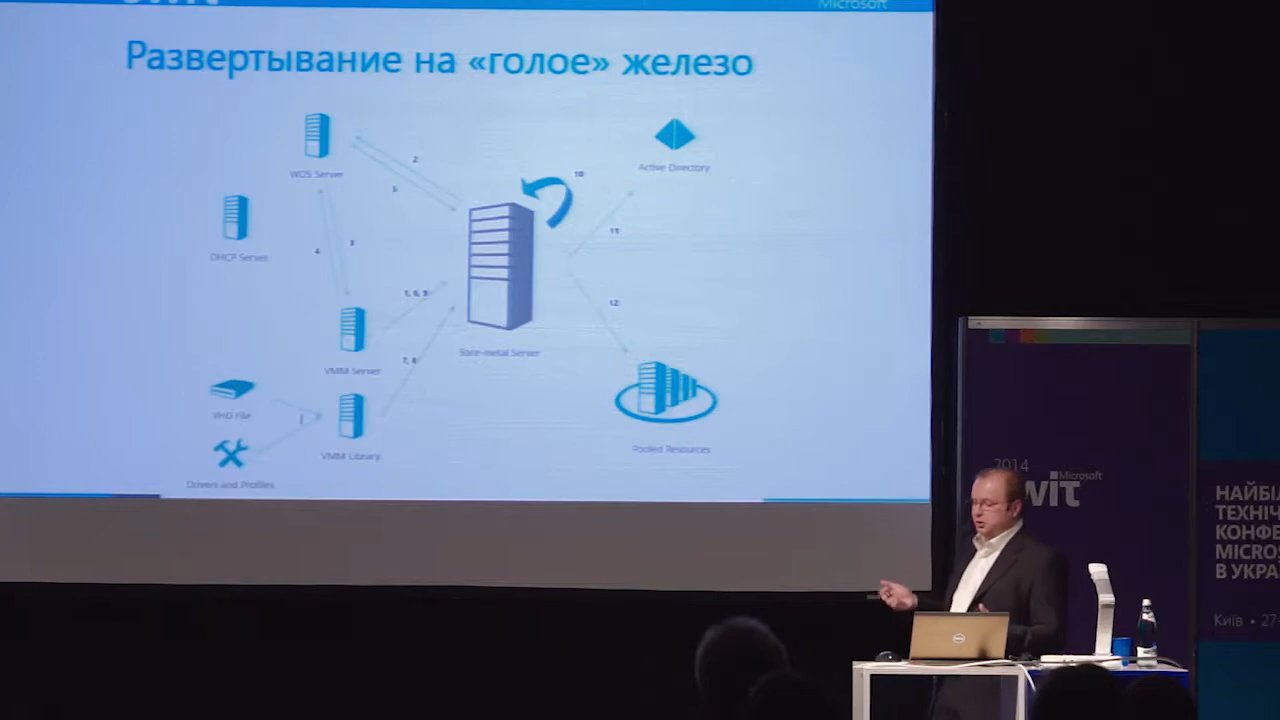 Microsoft
Развертывание на «голое» железо
WDS Server
2
5
10
Active Directory
DHCP Server
4
3
11
1, 6, 9
12
Bare-metal Server
VMM Server
7, 8
VHD File
VMM Library
Pooled Resources
Drivers and Profiles
2014
Microsoft
wit
НАЙБІ
ТЕХНІЧ
КОНФЕ
MICROS
В УКРА
Київ • 27-
DELL